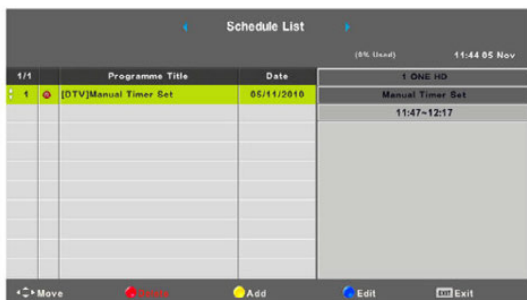 Schedule List
(6% Used) 11:44 05 Nov
1/1 Programme Title Date 1 ONE HD
1 [DTV]Manual Timer Set 05/11/2010 Manual Timer Set
11:47~12:17
Move Delete Add Edit EXIT Exit